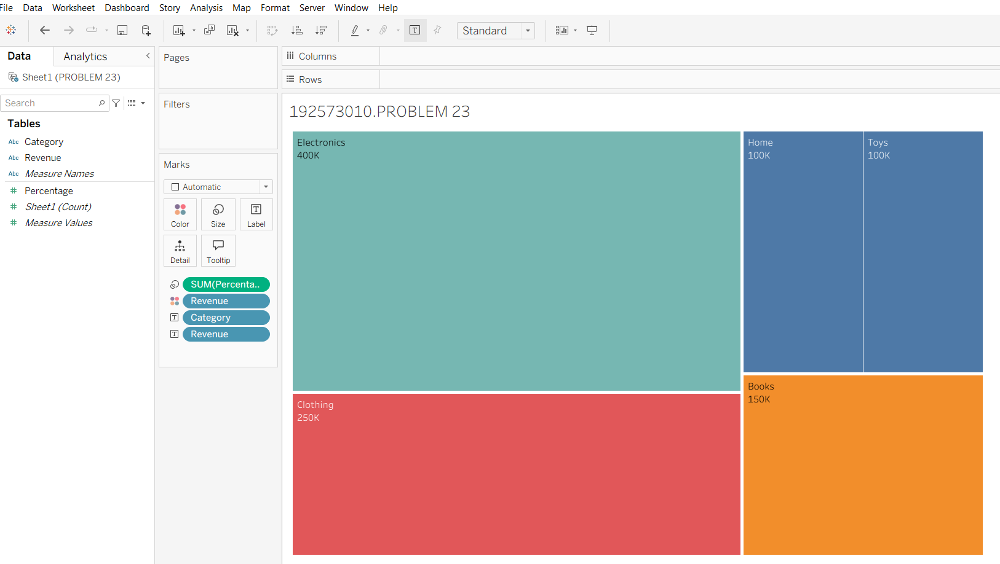 File Data Worksheet Dashboard Story Analysis Map Format Server Window Help
Standard
Data Analytics
Sheet1 (PROBLEM 23)
Search
Tables
Abc Category
Abc Revenue
Abc Measure Names
Percentage
Sheet1 (Count)
Measure Values
Pages
Filters
Marks
Automatic
Color Size Label
Detail Tooltip
SUM(Percenta..
Revenue
Category
Revenue
Columns
Rows
192573010.PROBLEM 23
Electronics
400K
Home
100K
Toys
100K
Clothing
250K
Books
150K